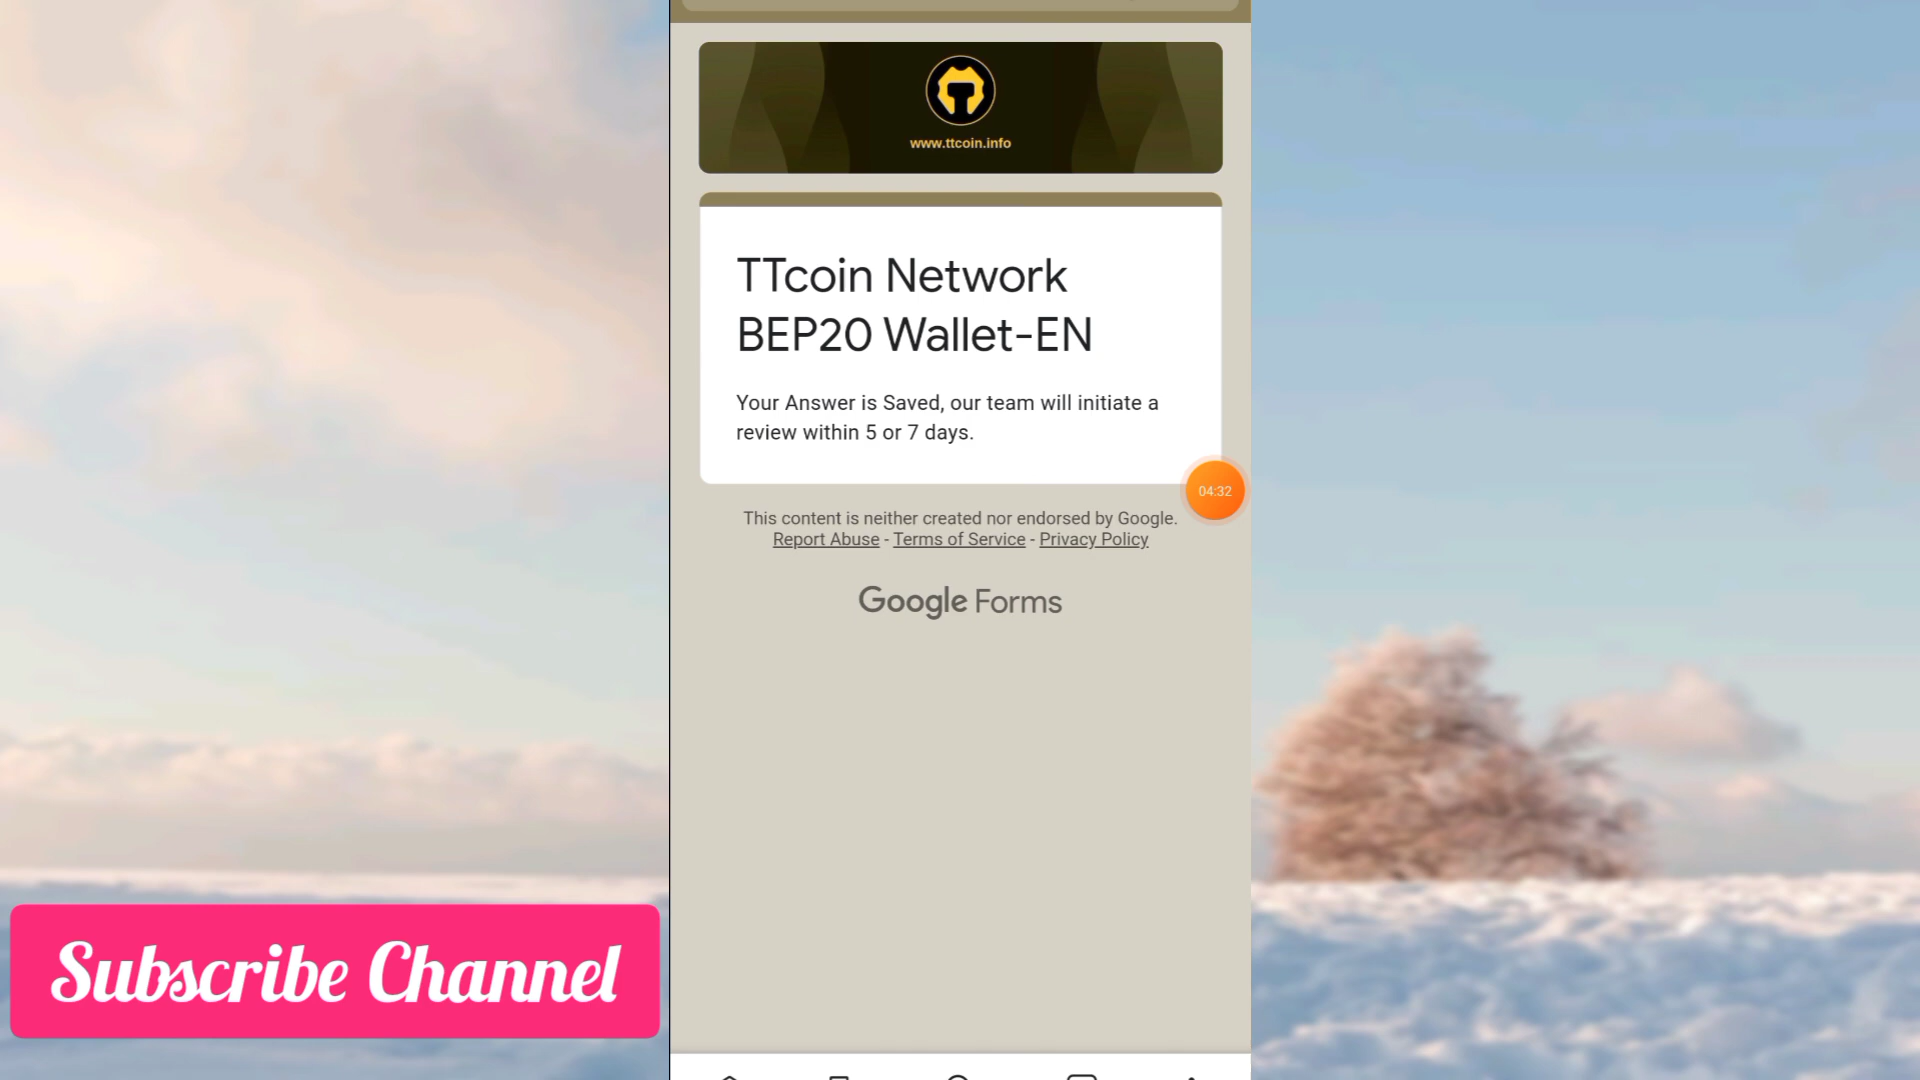 www.ttcoin.info
TTcoin Network
BEP20 Wallet-EN
Your Answer is Saved, our team will initiate a
review within 5 or 7 days.
04:32
This content is neither created nor endorsed by Google.
Report Abuse - Terms of Service - Privacy Policy
Google Forms
Subscribe Channel